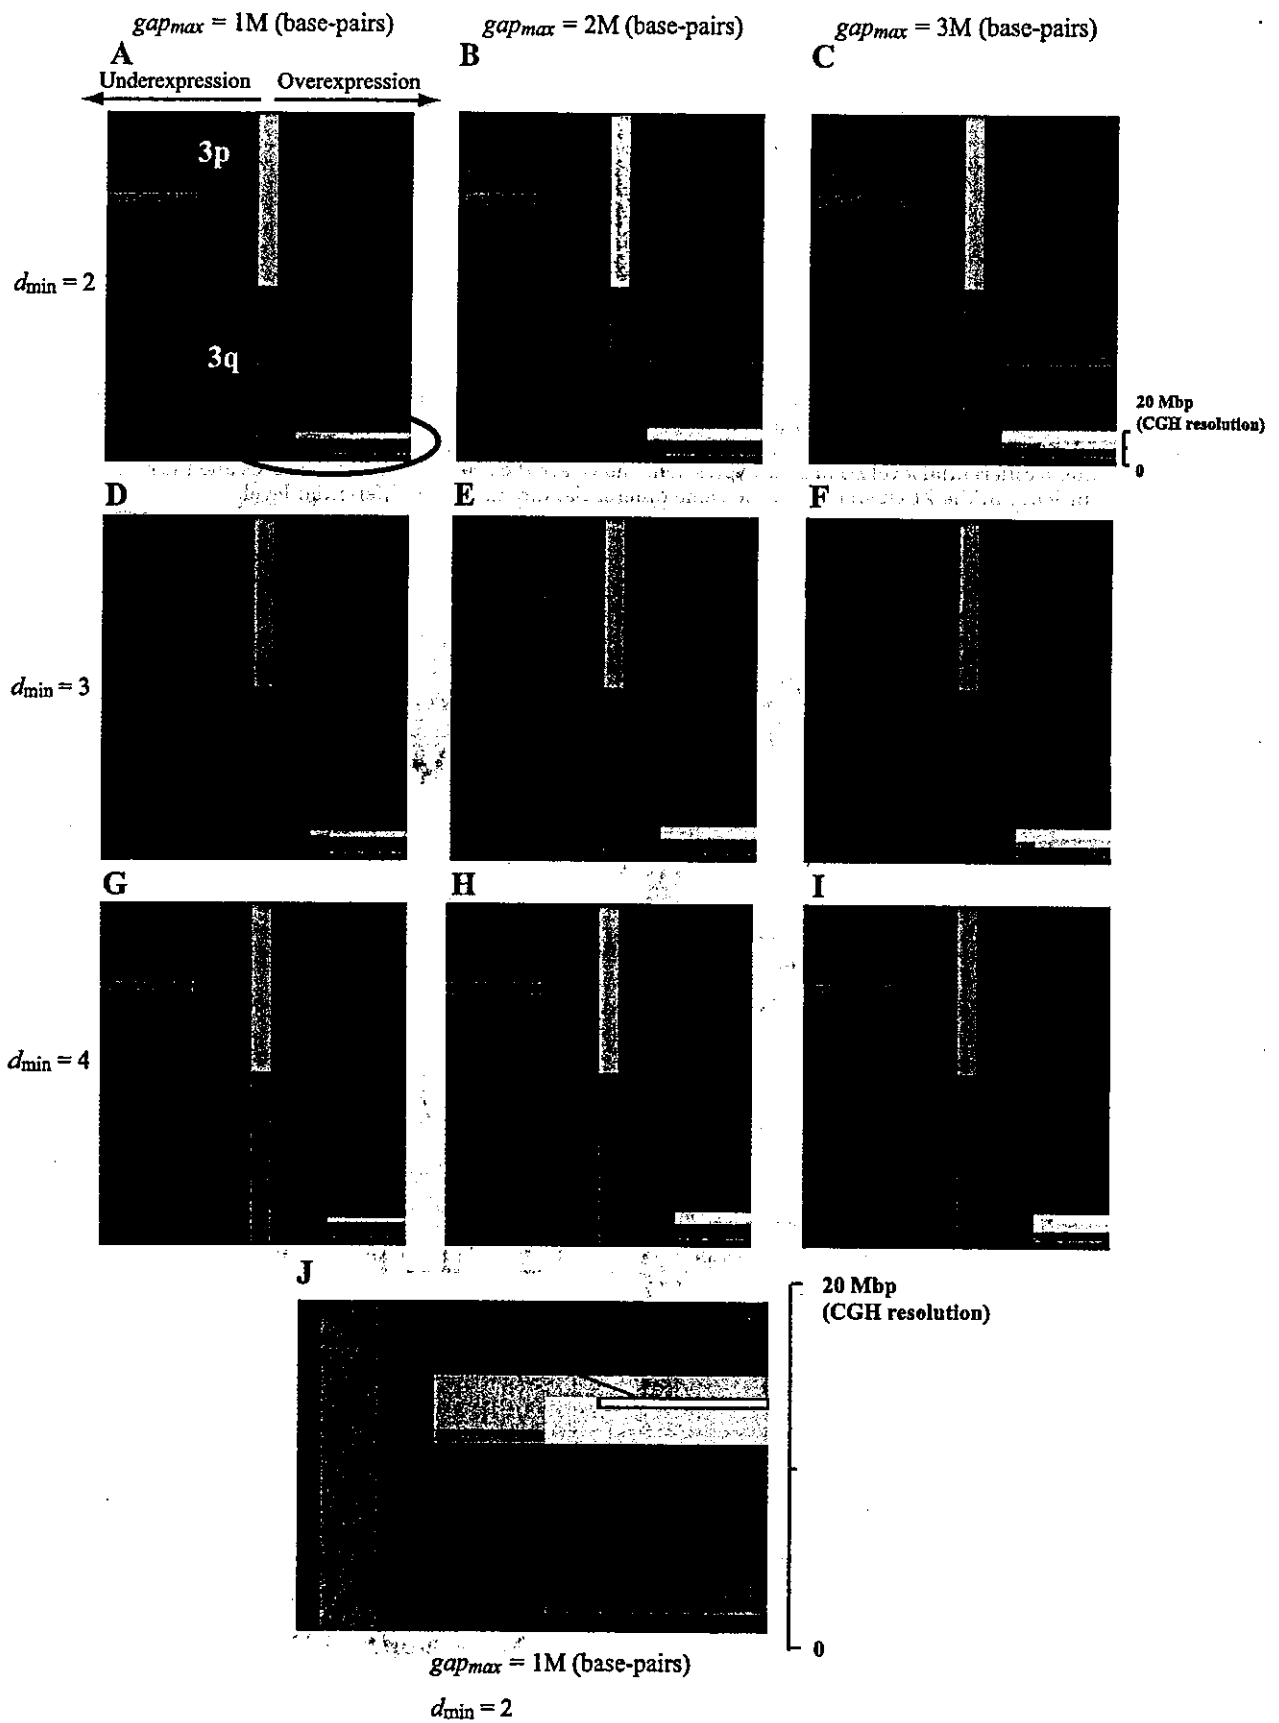 gapmax = 1M (base-pairs)
gapmax = 2M (base-pairs)
gapmax = 3M (base-pairs)
A
B
C
Underexpression
Overexpression
3p
dmin = 2
3q
20 Mbp
(CGH resolution)
0
D
E
F
dmin = 3
G
H
I
dmin = 4
J
20 Mbp
(CGH resolution)
0
gapmax = 1M (base-pairs)
dmin = 2